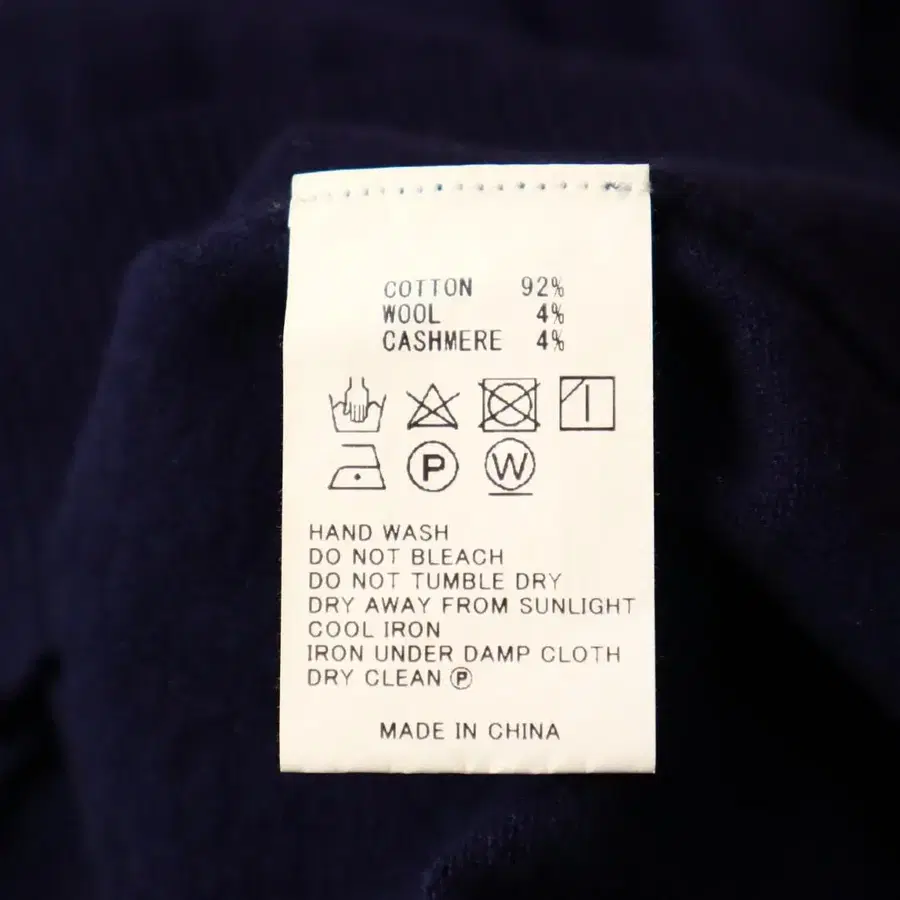 COTTON 92%
WOOL 4%
CASHMERE 4%
P W
HAND WASH
DO NOT BLEACH
DO NOT TUMBLE DRY
DRY AWAY FROM SUNLIGHT
COOL IRON
IRON UNDER DAMP CLOTH
DRY CLEAN Ⓟ
MADE IN CHINA